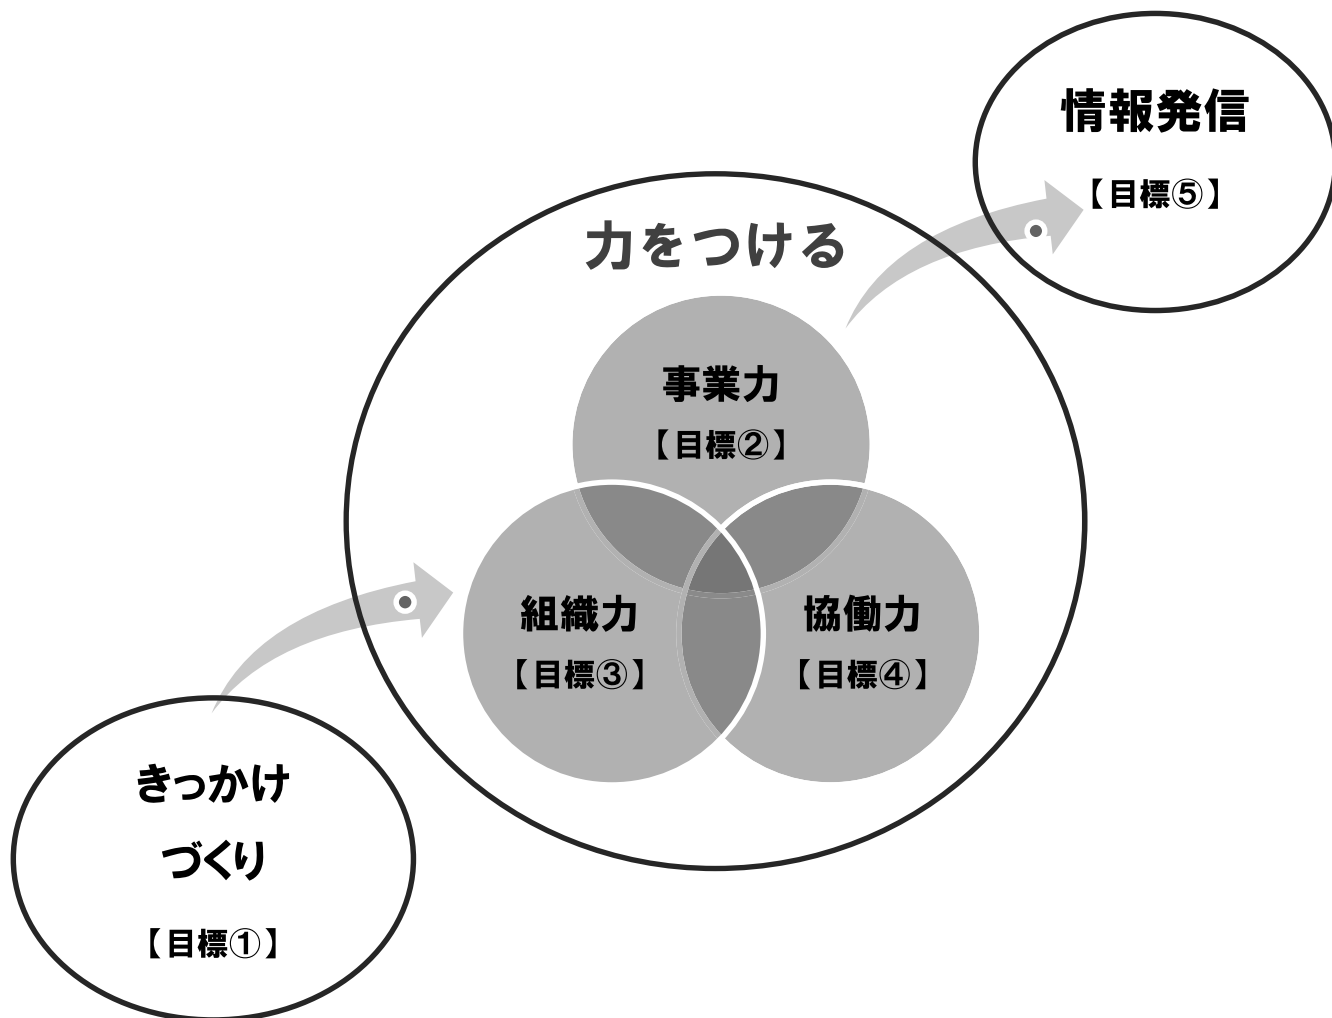 情報発信
【目標⑤】
力をつける
事業力
【目標②】
組織力
【目標③】
協働力
【目標④】
きっかけ
づくり
【目標①】